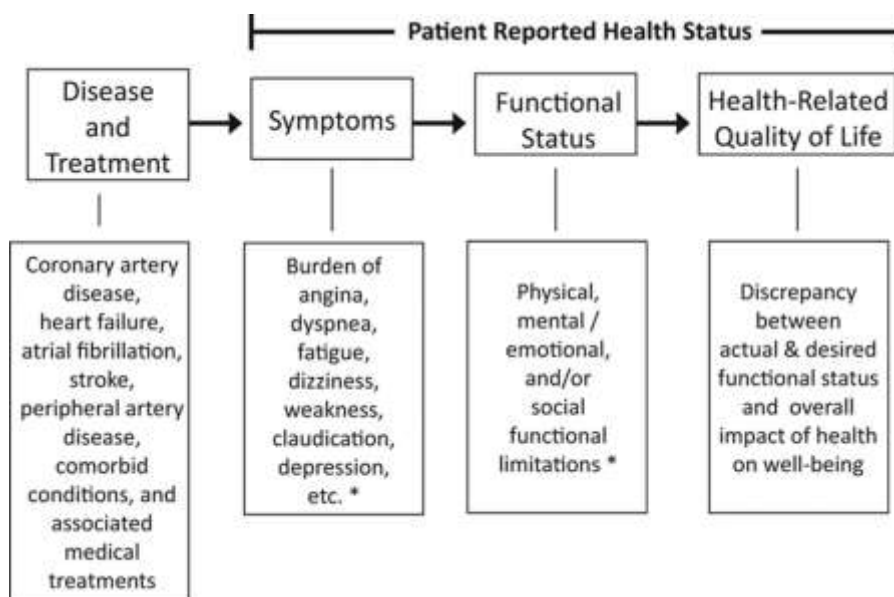 Patient Reported Health Status
Disease
and
Treatment
Symptoms
Functional
Status
Health-Related
Quality of Life
Coronary artery
disease,
heart failure,
atrial fibrillation,
stroke,
peripheral artery
disease,
comorbid
conditions, and
associated
medical
treatments
Burden of
angina,
dyspnea,
fatigue,
dizziness,
weakness,
claudication,
depression,
etc. *
Physical,
mental /
emotional,
and/or
social
functional
limitations *
Discrepancy
between
actual & desired
functional status
and overall
impact of health
on well-being